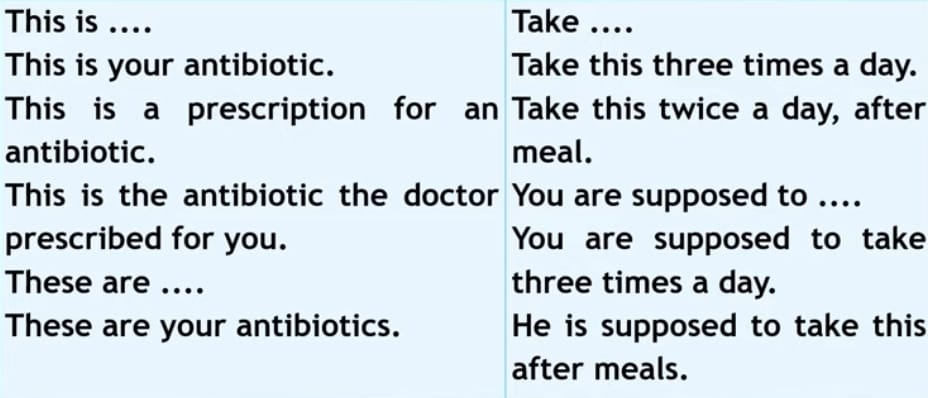 This is ....
This is your antibiotic.
This is a prescription for an
antibiotic.
This is the antibiotic the doctor
prescribed for you.
These are ....
These are your antibiotics.
Take ....
Take this three times a day.
Take this twice a day, after
meal.
You are supposed to ....
You are supposed to take
three times a day.
He is supposed to take this
after meals.